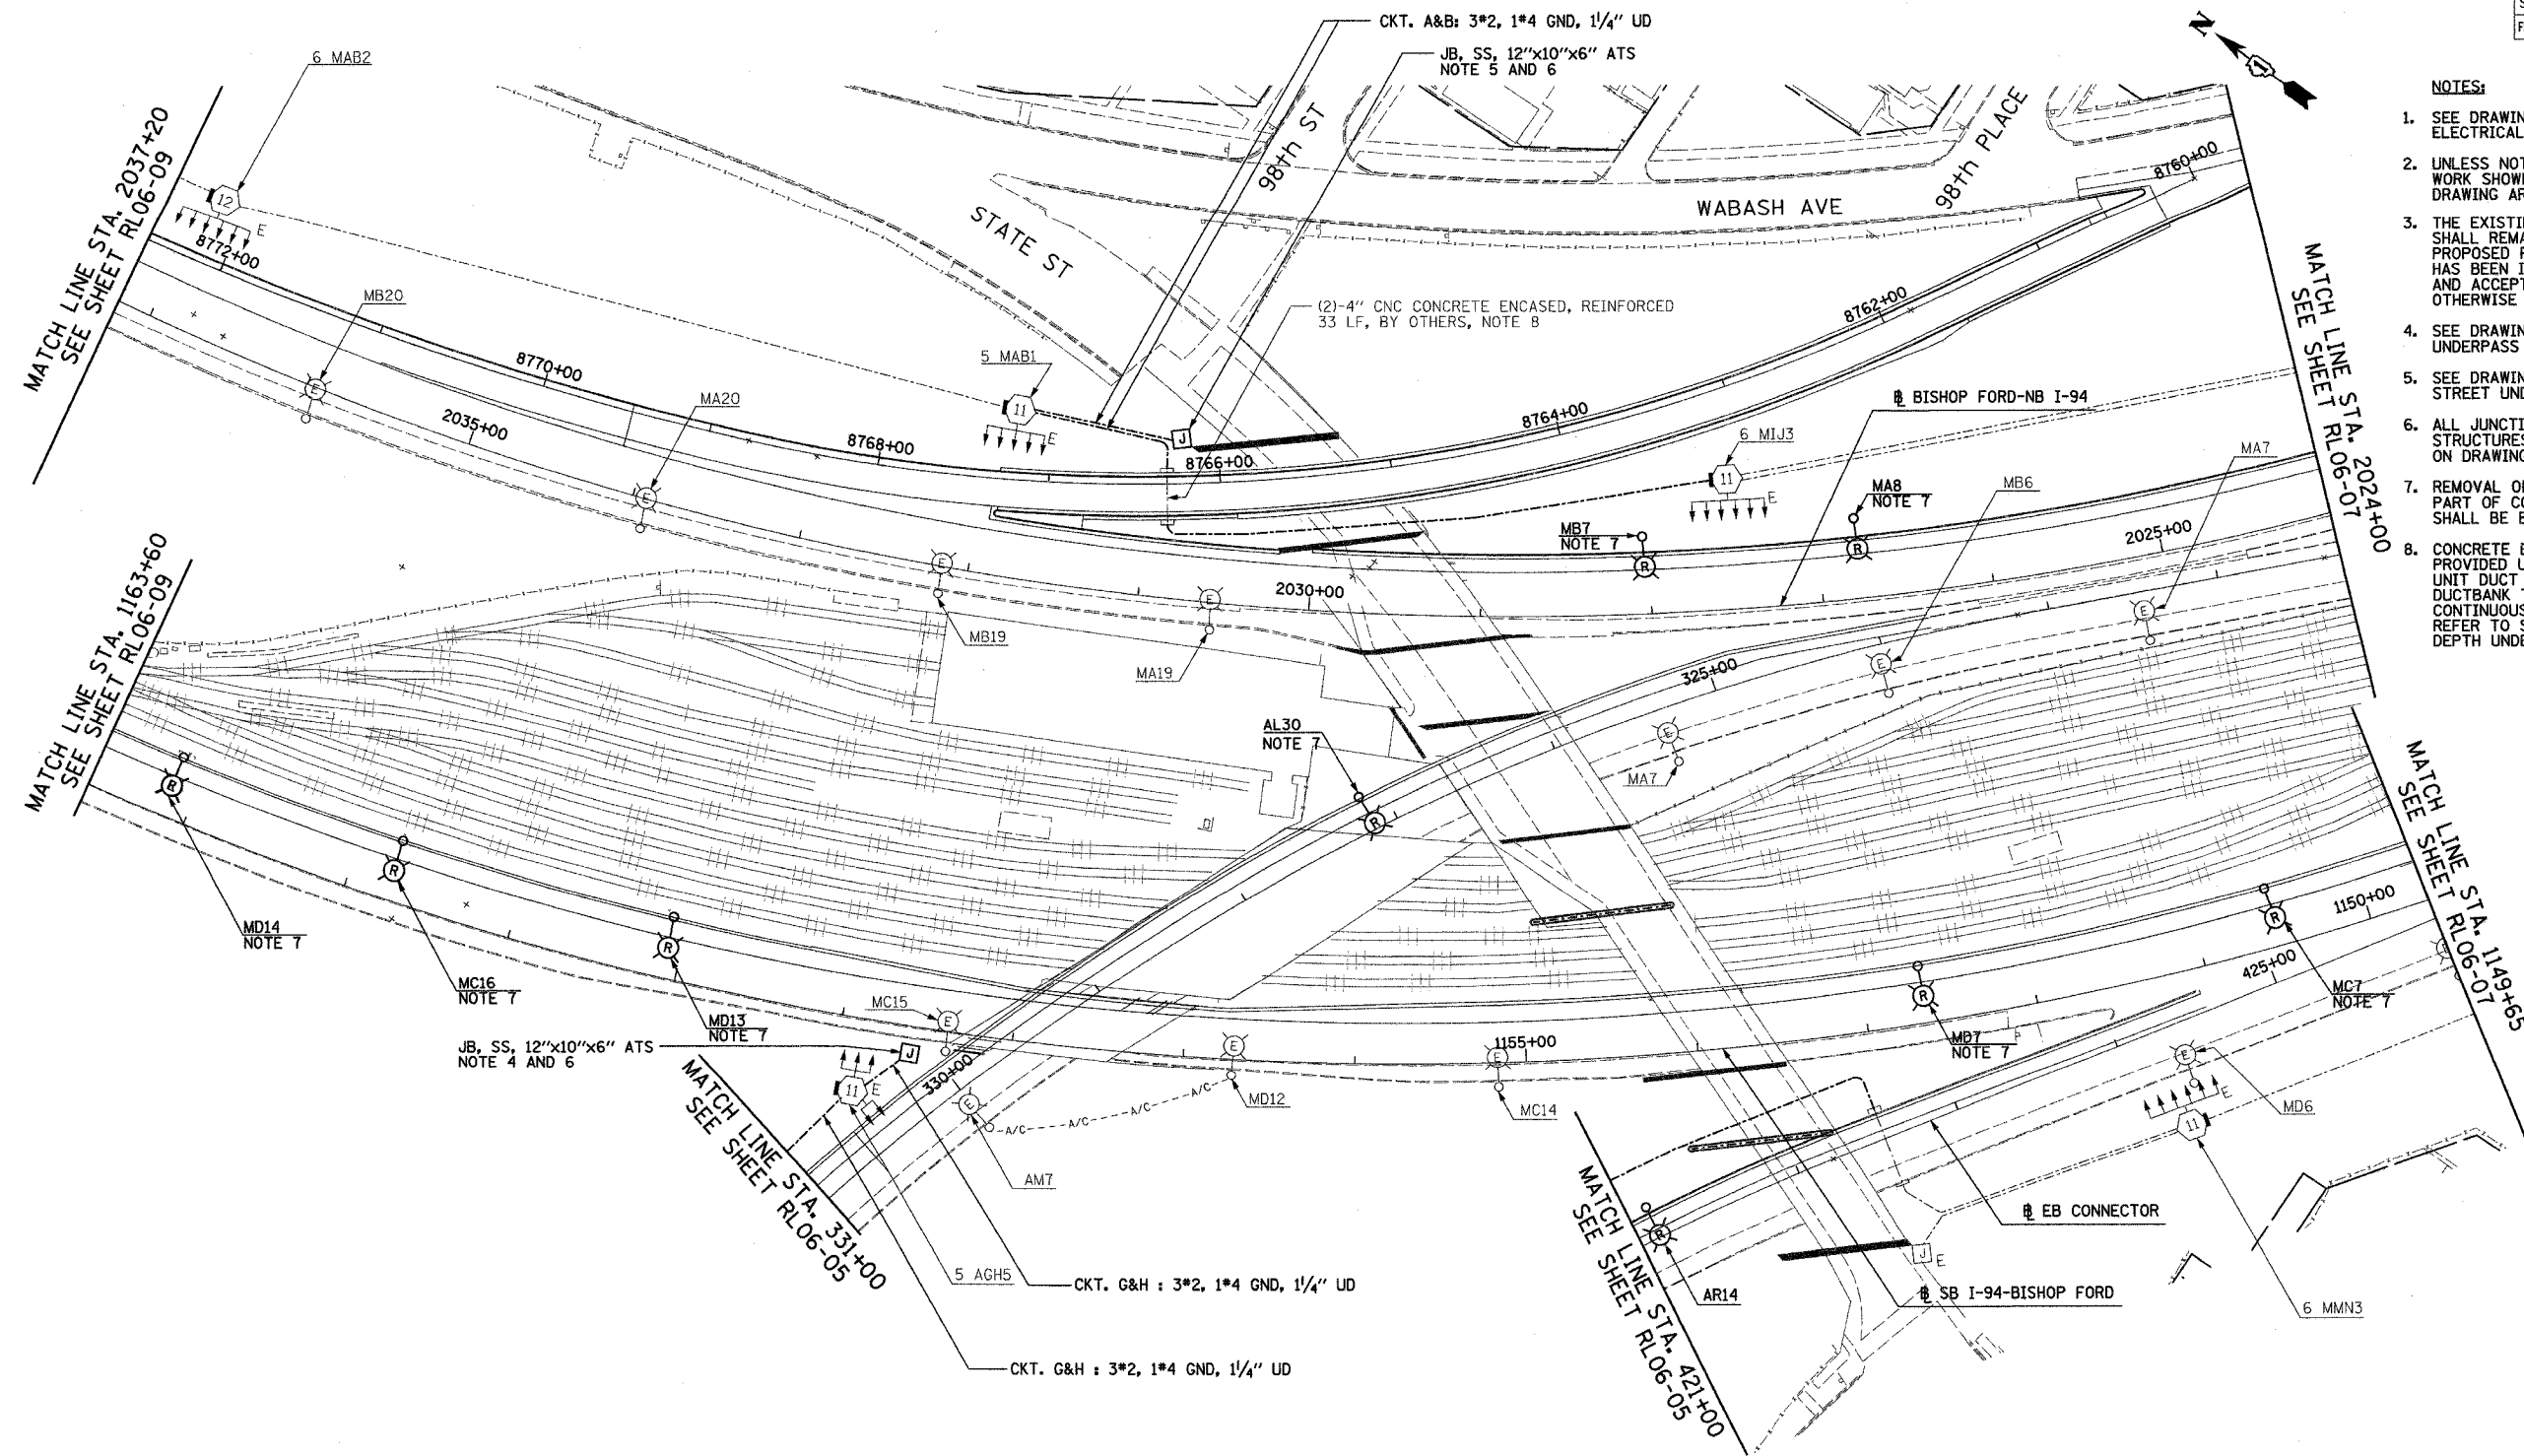 CKT. A&B: 3#2, 1#4 GND, 1¼" UD
JB, SS, 12"x10"x6" ATS
NOTE 5 AND 6
N
6 MAB2
MATCH LINE STA. 2037+20
SEE SHEET RL06-09
12
E
8772+00
MB20
E
2035+00
8770+00
MA20
E
8768+00
5 MAB1
11
E
J
8766+00
STATE ST
98th ST
98th PLACE
WABASH AVE
8760+00
8762+00
8764+00
(2)-4" CNC CONCRETE ENCASED, REINFORCED
33 LF, BY OTHERS, NOTE 8
℄ BISHOP FORD-NB I-94
6 MIJ3
11
E
MA8
NOTE 7
R
MB7
NOTE 7
R
MB6
E
MA7
E
2025+00
MATCH LINE STA. 2024+00
SEE SHEET RL06-07
2030+00
E
MB19
E
MA19
325+00
E
MA7
AL30
NOTE 7
R
MATCH LINE STA. 1163+60
SEE SHEET RL06-09
R
MD14
NOTE 7
R
MC16
NOTE 7
R
MD13
NOTE 7
MC15
E
JB, SS, 12"x10"x6" ATS
NOTE 4 AND 6
J
11
E
330+00
MATCH LINE STA. 331+00
SEE SHEET RL06-05
E
AM7
A/C
A/C
A/C
A/C
E
MD12
E
MC14
1155+00
5 AGH5
CKT. G&H : 3#2, 1#4 GND, 1¼" UD
CKT. G&H : 3#2, 1#4 GND, 1¼" UD
R
MD7
NOTE 7
R
MC7
NOTE 7
1150+00
425+00
MATCH LINE STA. 1149+65
SEE SHEET RL06-07
E
MD6
E
11
6 MMN3
℄ EB CONNECTOR
J
E
℄ SB I-94-BISHOP FORD
R
AR14
MATCH LINE STA. 421+00
SEE SHEET RL06-05
NOTES:
1. SEE DRAWIN
ELECTRICAL
2. UNLESS NOT
WORK SHOW
DRAWING AR
3. THE EXISTI
SHALL REMA
PROPOSED
HAS BEEN I
AND ACCEPT
OTHERWISE
4. SEE DRAWIN
UNDERPASS
5. SEE DRAWIN
STREET UND
6. ALL JUNCTI
STRUCTURES
ON DRAWING
7. REMOVAL O
PART OF CO
SHALL BE E
8. CONCRETE E
PROVIDED U
UNIT DUCT
DUCTBANK
CONTINUOUS
REFER TO S
DEPTH UNDE